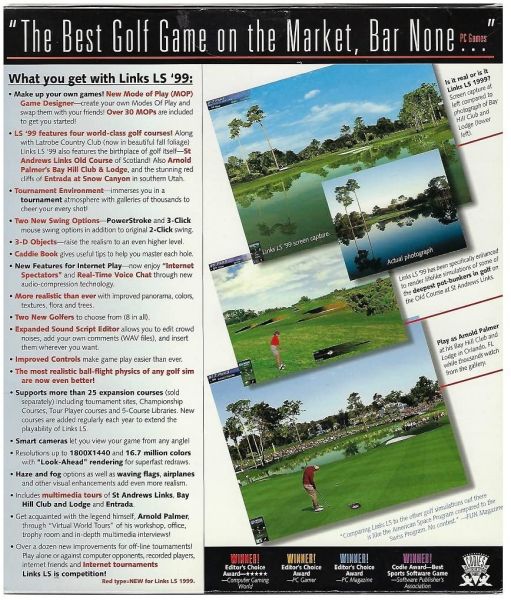 "The Best Golf Game on the Market, Bar None..."
PC Games
What you get with Links LS '99:
• Make up your own games! New Mode of Play (MOP)
Game Designer—create your own Modes Of Play and
swap them with your friends! Over 30 MOPs are included
to get you started!
• LS '99 features four world-class golf courses! Along
with Latrobe Country Club (now in beautiful fall foliage)
Links LS '99 also features the birthplace of golf itself—St
Andrews Links Old Course of Scotland! Also Arnold
Palmer's Bay Hill Club & Lodge, and the stunning red
cliffs of Entrada at Snow Canyon in southern Utah.
• Tournament Environment—immerses you in a
tournament atmosphere with galleries of thousands to
cheer your every shot!
• Two New Swing Options—PowerStroke and 3-Click
mouse swing options in addition to original 2-Click swing.
• 3-D Objects—raise the realism to an even higher level.
• Caddie Book gives useful tips to help you master each hole.
• New Features for Internet Play—now enjoy "Internet
Spectators" and Real-Time Voice Chat through new
audio-compression technology.
• More realistic than ever with improved panorama, colors,
textures, flora and trees.
• Two New Golfers to choose from (8 in all).
• Expanded Sound Script Editor allows you to edit crowd
noises, add your own comments (WAV files), and insert
them wherever you want.
• Improved Controls make game play easier than ever.
• The most realistic ball-flight physics of any golf sim
are now even better!
• Supports more than 25 expansion courses (sold
separately) including tournament sites, Championship
Courses, Tour Player courses and 5-Course Libraries. New
courses are added regularly each year to extend the
playability of Links LS.
• Smart cameras let you view your game from any angle!
• Resolutions up to 1800X1440 and 16.7 million colors
with "Look-Ahead" rendering for superfast redraws.
• Haze and fog options as well as waving flags, airplanes
and other visual enhancements add even more realism.
• Includes multimedia tours of St Andrews Links, Bay
Hill Club and Lodge and Entrada.
• Get acquainted with the legend himself, Arnold Palmer,
through "Virtual World Tours" of his workshop, office,
trophy room and in-depth multimedia interviews!
• Over a dozen new improvements for off-line tournaments!
Play alone or against computer opponents, recorded players,
internet friends and Internet tournaments
Links LS is competition!
Red type=NEW for Links LS 1999.
Is it real or is it
Links LS 1999?
Screen capture at
left compared to
photograph of Bay
Hill Club and
Lodge (lower
left).
Links LS '99 screen capture
Actual photograph
Links LS '99 has been specifically enhanced
to render lifelike simulations of some of
the deepest pot-bunkers in golf on
the Old Course at St Andrews Links.
Play as Arnold Palmer
at his Bay Hill Club and
Lodge in Orlando, FL
while thousands watch
from the gallery.
"Comparing Links LS to the other golf simulations out there
is like the American Space Program compared to the
Swiss Program. No contest." —FUN Magazine
WINNER!
Editor's Choice
Award—★★★★★
—Computer Gaming
World
WINNER!
Editor's Choice
Award
—PC Gamer
WINNER!
Editor's Choice
Award
—PC Magazine
WINNER!
Codie Award—Best
Sports Software Game
—Software Publisher's
Association